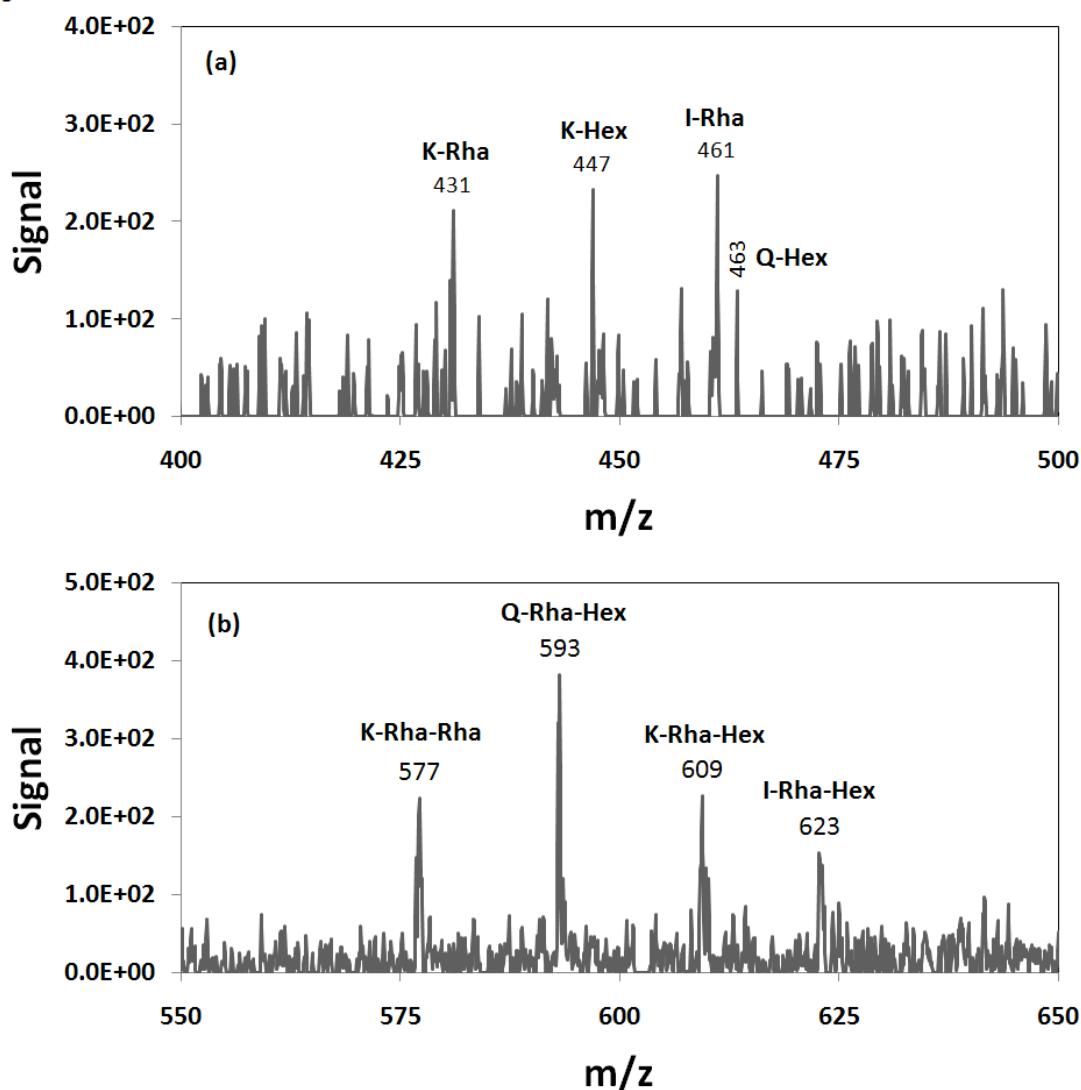 4.0E+02
(a)
3.0E+02
I-Rha
K-Hex
461
K-Rha
447
431
Signal
2.0E+02
463
Q-Hex
1.0E+02
0.0E+00
400
425
450
475
500
m/z
5.0E+02
(b)
Q-Rha-Hex
593
4.0E+02
K-Rha-Rha
K-Rha-Hex
577
609
3.0E+02
I-Rha-Hex
623
Signal
2.0E+02
1.0E+02
0.0E+00
550
575
600
625
650
m/z